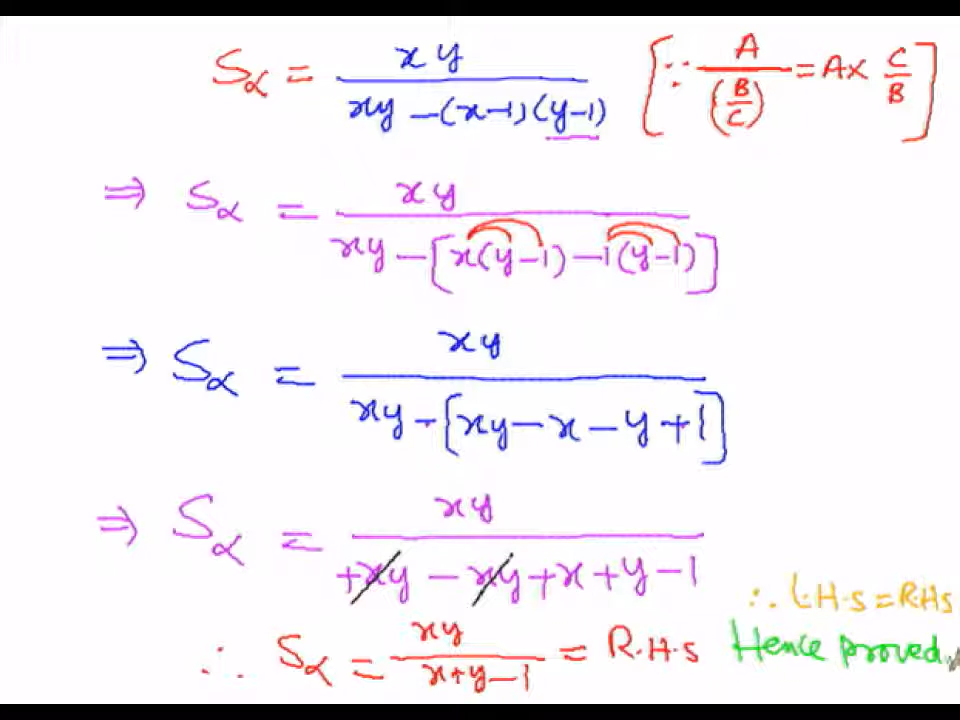 Sα = xy / (xy - (x-1)(y-1)) [∵ A/(B/C) = A × C/B]
⇒ Sα = xy / (xy - [x(y-1) - 1(y-1)])
⇒ Sα = xy / (xy - [xy - x - y + 1])
⇒ Sα = xy / (+xy - xy + x + y - 1)
∴ L.H.S = R.H.S
∴ Sα = xy / (x+y-1) = R.H.S Hence proved